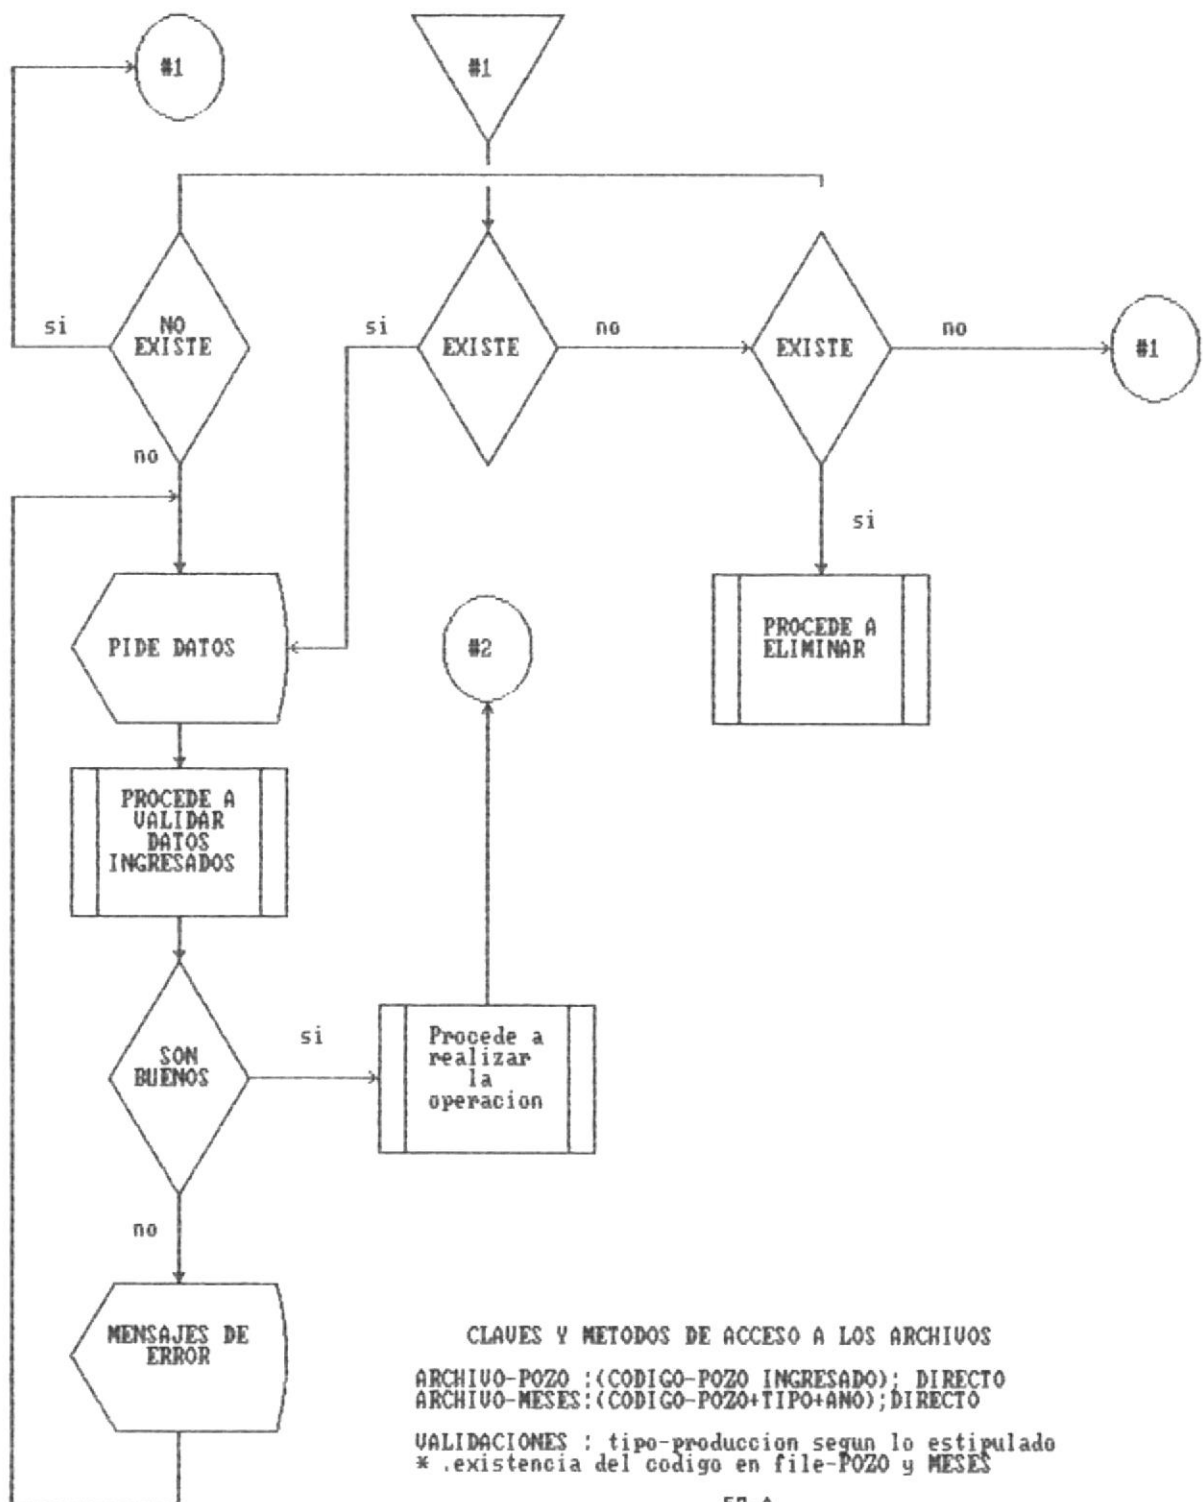 #1
#1
si
NO
EXISTE
si
EXISTE
no
EXISTE
no
#1
no
si
PIDE DATOS
#2
PROCEDE A
ELIMINAR
PROCEDE A
VALIDAR
DATOS
INGRESADOS
SON
BUENOS
si
Procede a
realizar
la
operacion
no
MENSAJES DE
ERROR
CLAVES Y METODOS DE ACCESO A LOS ARCHIVOS
ARCHIVO-POZO :(CODIGO-POZO INGRESADO); DIRECTO
ARCHIVO-MESES:(CODIGO-POZO+TIPO+ANO);DIRECTO
VALIDACIONES : tipo-produccion segun lo estipulado
* .existencia del codigo en file-POZO y MESES